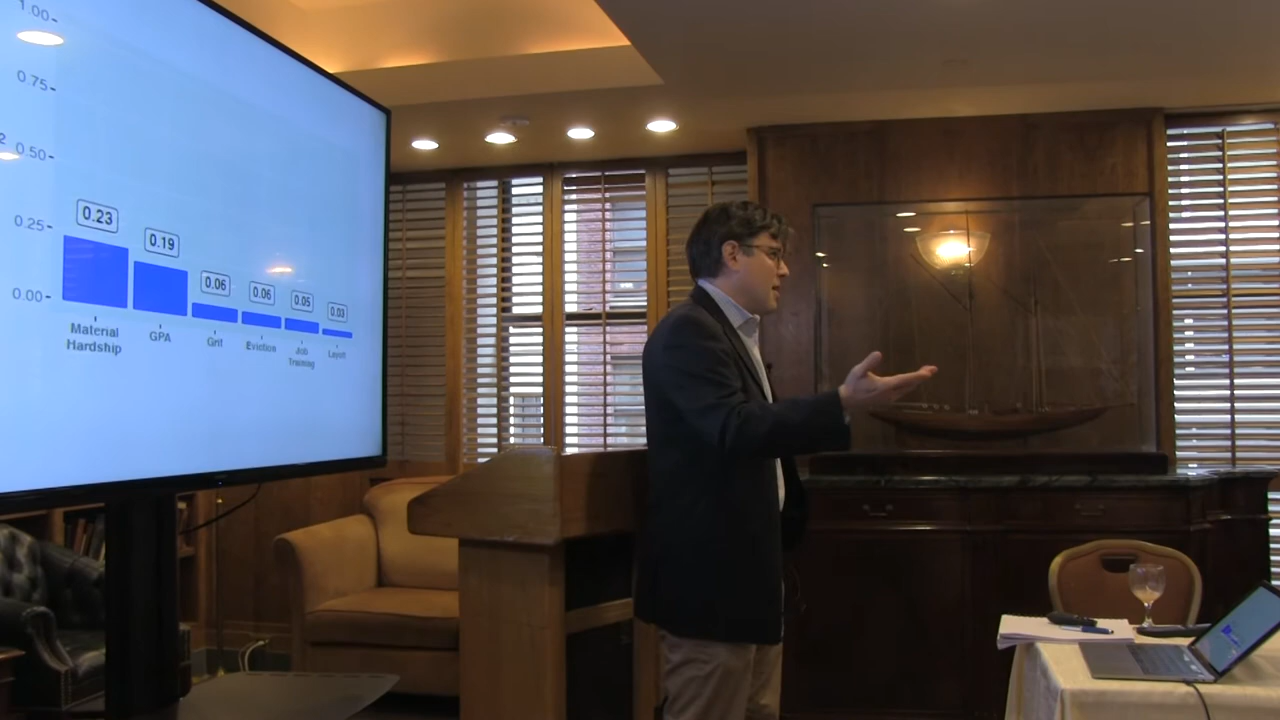 1.00
0.75
2 0.50
0.25
0.00
0.23
0.19
0.06
0.06
0.05
0.03
Material
Hardship
GPA
Grit
Eviction
Job
Training
Layoff